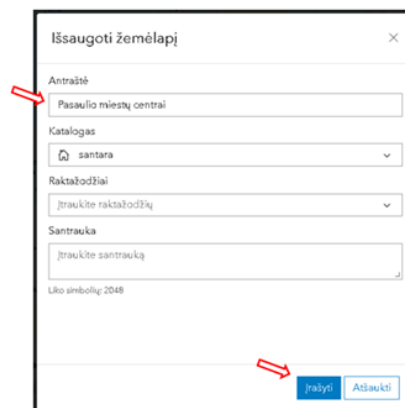 Išsaugoti žemėlapį
Antraštė
Pasaulio miestų centrai
Katalogas
santara
Raktažodžiai
Įtraukite raktažodžių
Santrauka
Įtraukite santrauką
Liko simbolių: 2048
Įrašyti Atšaukti